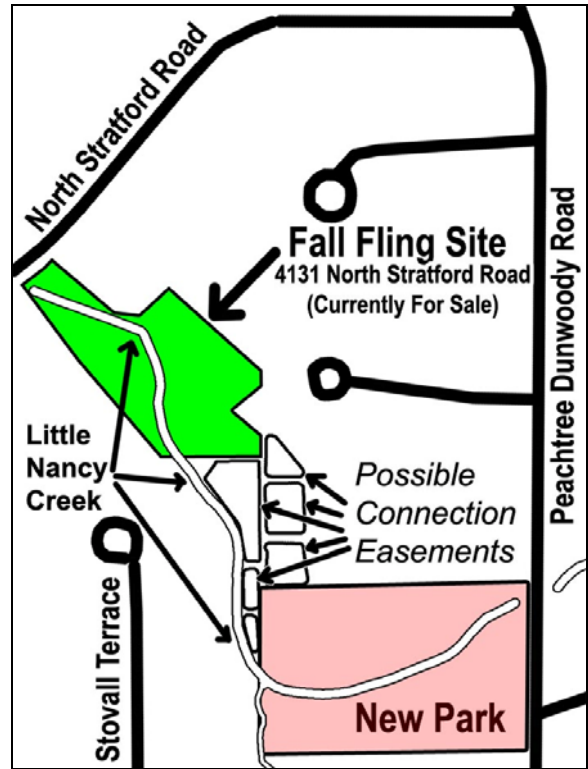 North Stratford Road
Fall Fling Site
4131 North Stratford Road
(Currently For Sale)
Peachtree Dunwoody Road
Little
Nancy
Creek
Possible
Connection
Easements
Stovall Terrace
New Park